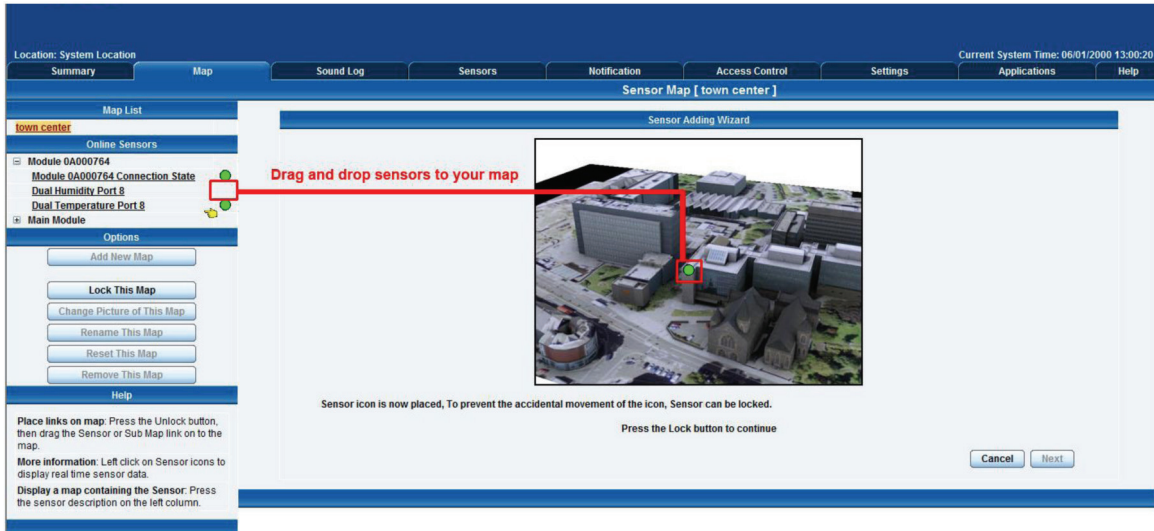 Location: System Location
Current System Time: 06/01/2000 13:00:20
Summary
Map
Sound Log
Sensors
Notification
Access Control
Settings
Applications
Help
Sensor Map [ town center ]
Map List
town center
Online Sensors
Module 0A000764
Module 0A000764 Connection State
Dual Humidity Port 8
Dual Temperature Port 8
Main Module
Options
Add New Map
Lock This Map
Change Picture of This Map
Rename This Map
Reset This Map
Remove This Map
Help
Place links on map: Press the Unlock button,
then drag the Sensor or Sub Map link on to the
map.
More information: Left click on Sensor icons to
display real time sensor data.
Display a map containing the Sensor: Press
the sensor description on the left column.
Sensor Adding Wizard
Drag and drop sensors to your map
Sensor icon is now placed, To prevent the accidental movement of the icon, Sensor can be locked.
Press the Lock button to continue
Cancel
Next